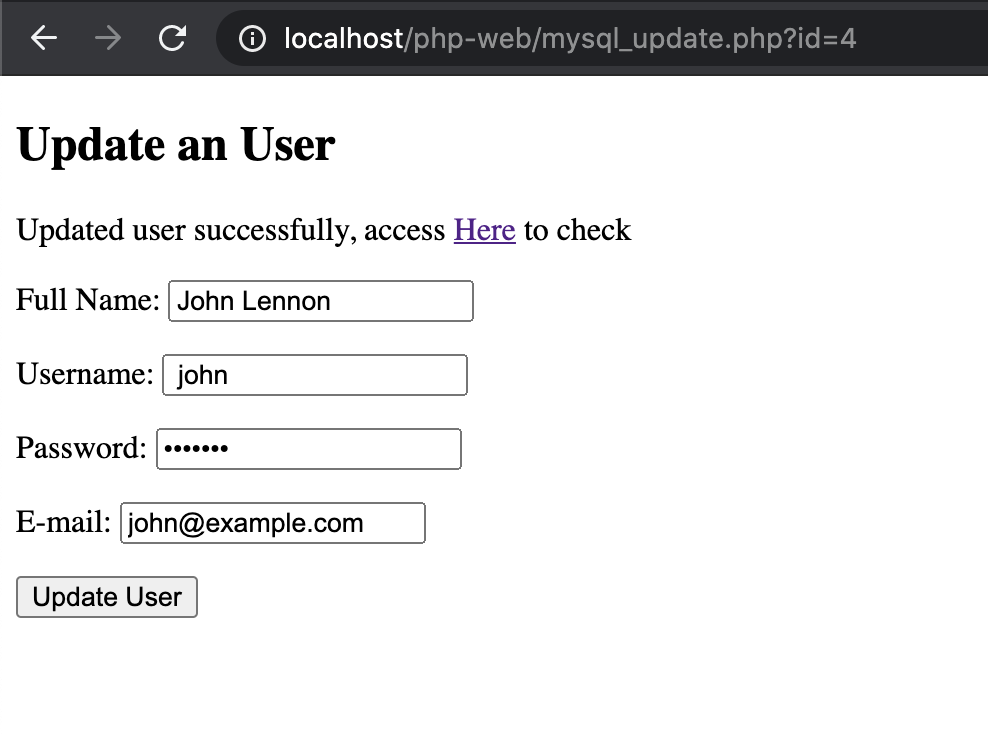 localhost/php-web/mysql_update.php?id=4
Update an User
Updated user successfully, access Here to check
Full Name: John Lennon
Username: john
Password: •••••••
E-mail: john@example.com
Update User